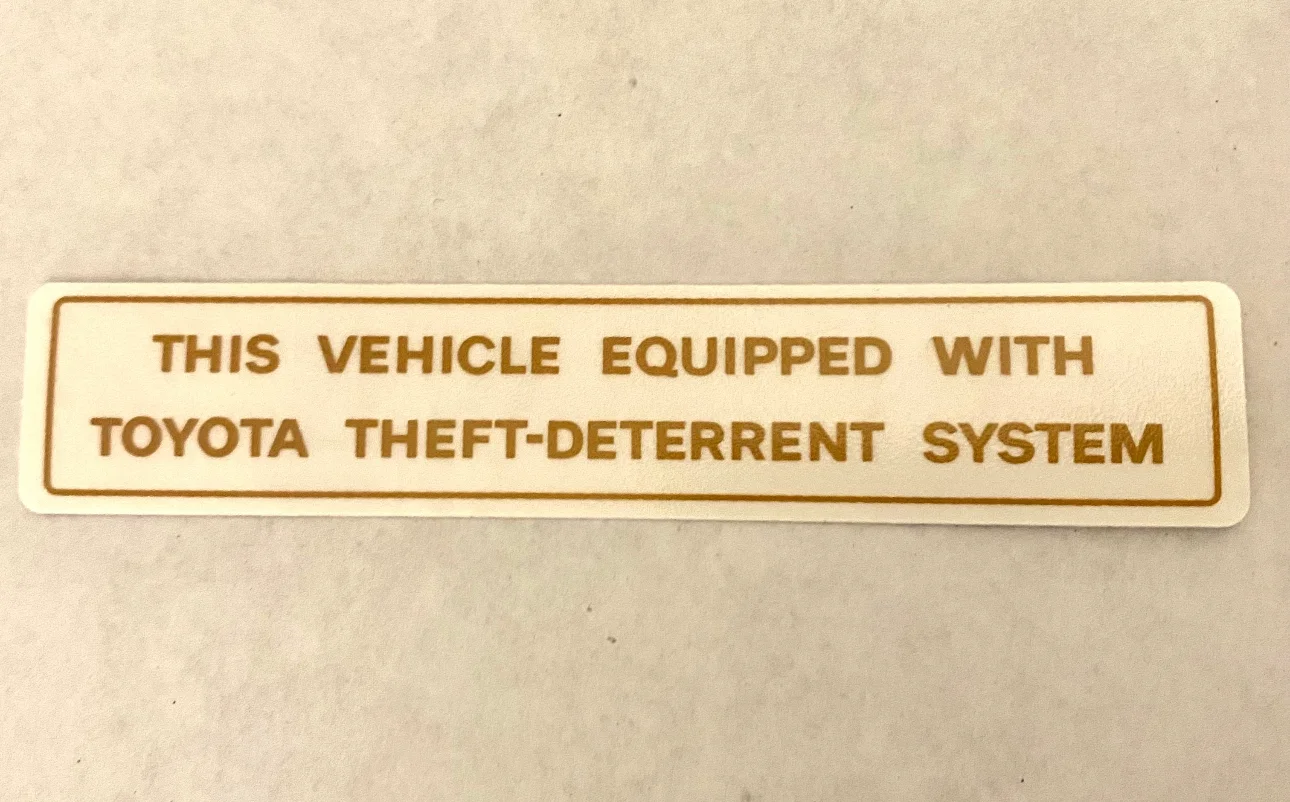 THIS VEHICLE EQUIPPED WITH
TOYOTA THEFT-DETERRENT SYSTEM